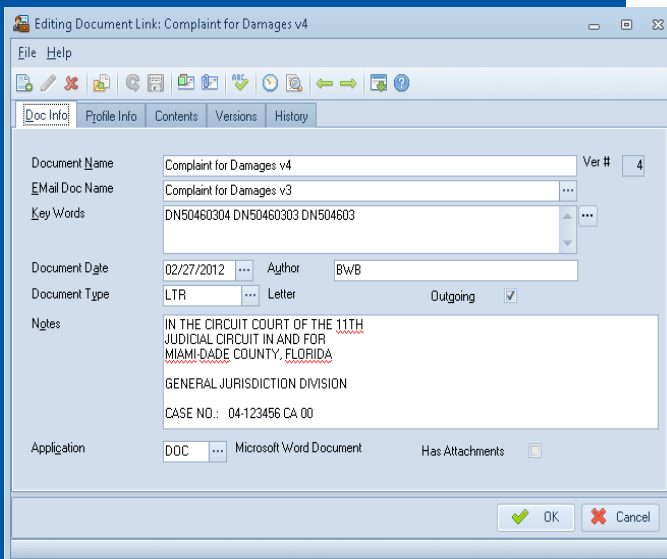 Editing Document Link: Complaint for Damages v4
File Help
ABC
Doc Info Profile Info Contents Versions History
Document Name Complaint for Damages v4 Ver # 4
EMail Doc Name Complaint for Damages v3 ...
Key Words DN50460304 DN50460303 DN504603 ...
Document Date 02/27/2012 ... Author BWB
Document Type LTR ... Letter Outgoing
Notes IN THE CIRCUIT COURT OF THE 11TH
JUDICIAL CIRCUIT IN AND FOR
MIAMI-DADE COUNTY, FLORIDA
GENERAL JURISDICTION DIVISION
CASE NO.: 04-123456 CA 00
Application DOC ... Microsoft Word Document Has Attachments
OK Cancel